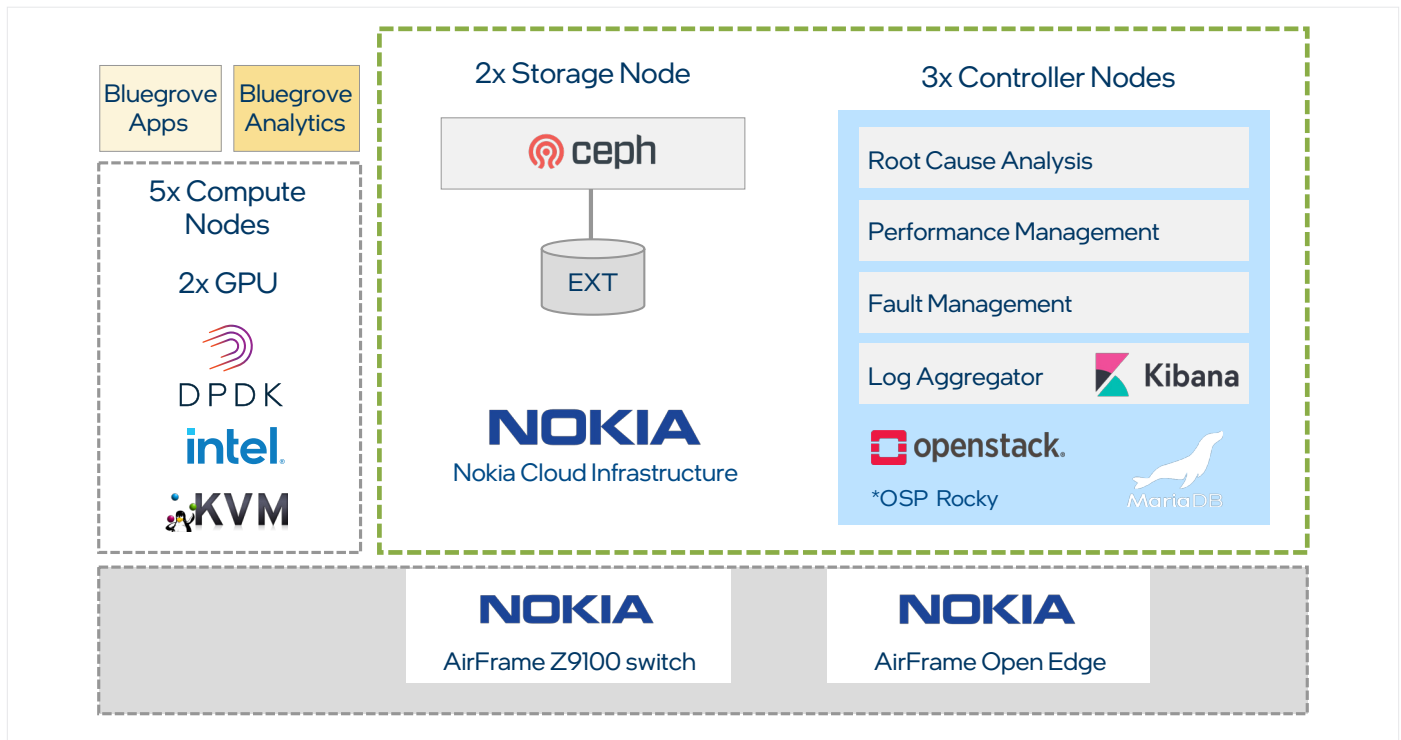 Bluegrove
Apps
Bluegrove
Analytics
5x Compute
Nodes
2x GPU
DPDK
intel.
KVM
2x Storage Node
ceph
EXT
NOKIA
Nokia Cloud Infrastructure
3x Controller Nodes
Root Cause Analysis
Performance Management
Fault Management
Log Aggregator
Kibana
openstack.
*OSP Rocky
MariaDB
NOKIA
AirFrame Z9100 switch
NOKIA
AirFrame Open Edge